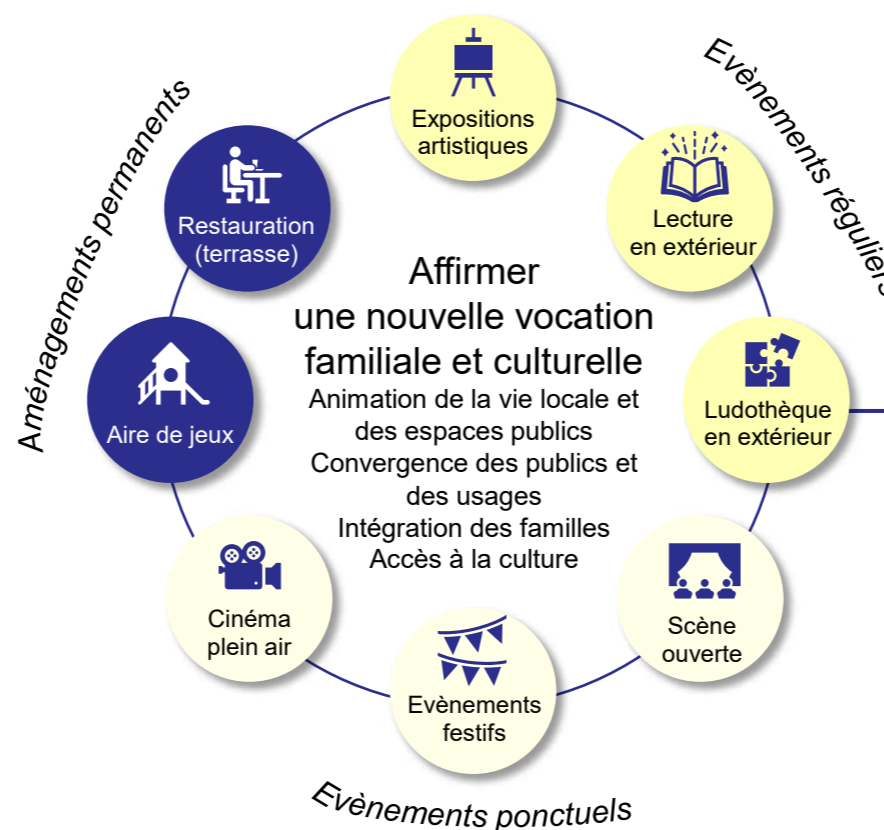 Aménagements permanents
Evènements réguliers
Expositions
artistiques
Lecture
en extérieur
Ludothèque
en extérieur
Scène
ouverte
Evènements
festifs
Cinéma
plein air
Aire de jeux
Restauration
(terrasse)
Affirmer
une nouvelle vocation
familiale et culturelle
Animation de la vie locale et
des espaces publics
Convergence des publics et
des usages
Intégration des familles
Accès à la culture
Evènements ponctuels